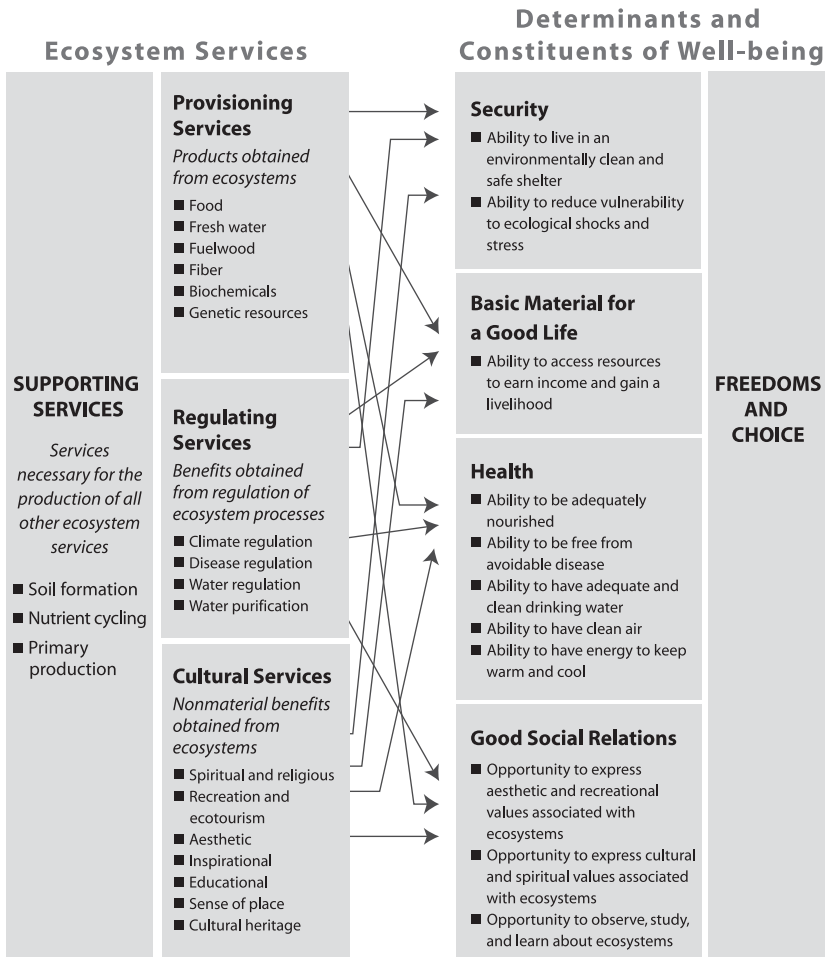 Ecosystem Services
Determinants and
Constituents of Well-being
SUPPORTING
SERVICES
Services
necessary for the
production of all
other ecosystem
services
■ Soil formation
■ Nutrient cycling
■ Primary
production
Provisioning
Services
Products obtained
from ecosystems
■ Food
■ Fresh water
■ Fuelwood
■ Fiber
■ Biochemicals
■ Genetic resources
Regulating
Services
Benefits obtained
from regulation of
ecosystem processes
■ Climate regulation
■ Disease regulation
■ Water regulation
■ Water purification
Cultural Services
Nonmaterial benefits
obtained from
ecosystems
■ Spiritual and religious
■ Recreation and
ecotourism
■ Aesthetic
■ Inspirational
■ Educational
■ Sense of place
■ Cultural heritage
Security
■ Ability to live in an
environmentally clean and
safe shelter
■ Ability to reduce vulnerability
to ecological shocks and
stress
Basic Material for
a Good Life
■ Ability to access resources
to earn income and gain a
livelihood
Health
■ Ability to be adequately
nourished
■ Ability to be free from
avoidable disease
■ Ability to have adequate and
clean drinking water
■ Ability to have clean air
■ Ability to have energy to keep
warm and cool
Good Social Relations
■ Opportunity to express
aesthetic and recreational
values associated with
ecosystems
■ Opportunity to express cultural
and spiritual values associated
with ecosystems
■ Opportunity to observe, study,
and learn about ecosystems
FREEDOMS
AND
CHOICE